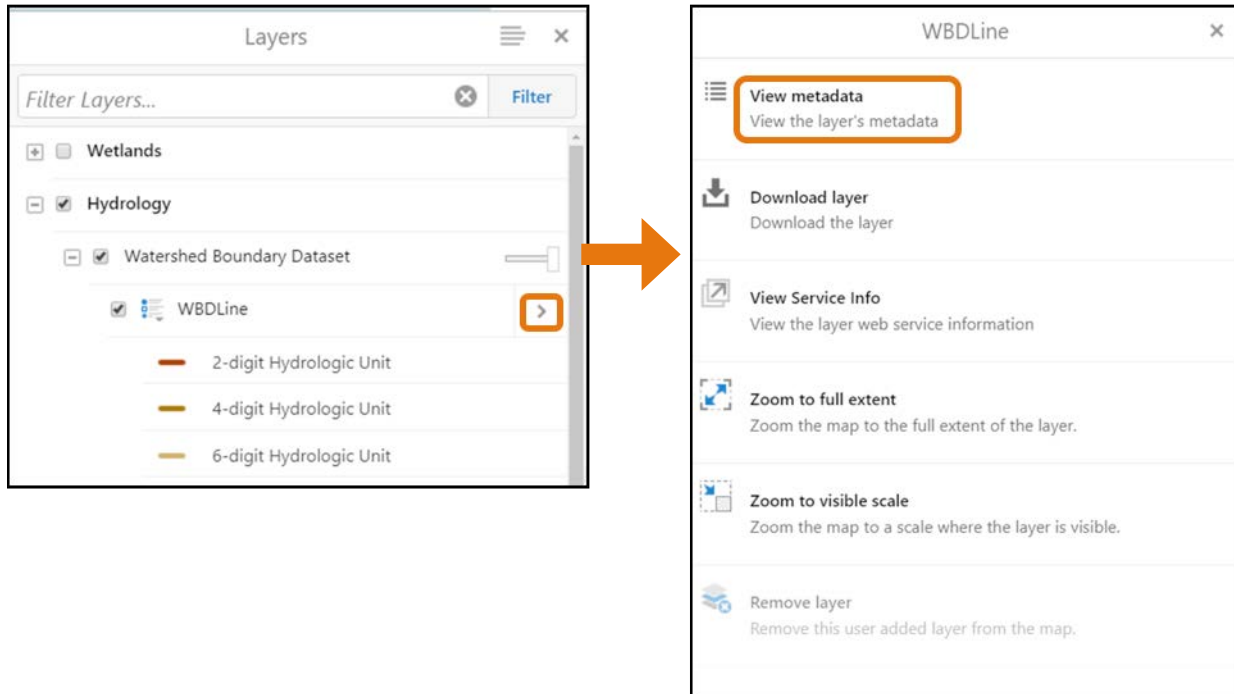 Layers
Filter Layers...
Filter
Wetlands
Hydrology
Watershed Boundary Dataset
WBDLine
2-digit Hydrologic Unit
4-digit Hydrologic Unit
6-digit Hydrologic Unit
WBDLine
View metadata
View the layer's metadata
Download layer
Download the layer
View Service Info
View the layer web service information
Zoom to full extent
Zoom the map to the full extent of the layer.
Zoom to visible scale
Zoom the map to a scale where the layer is visible.
Remove layer
Remove this user added layer from the map.